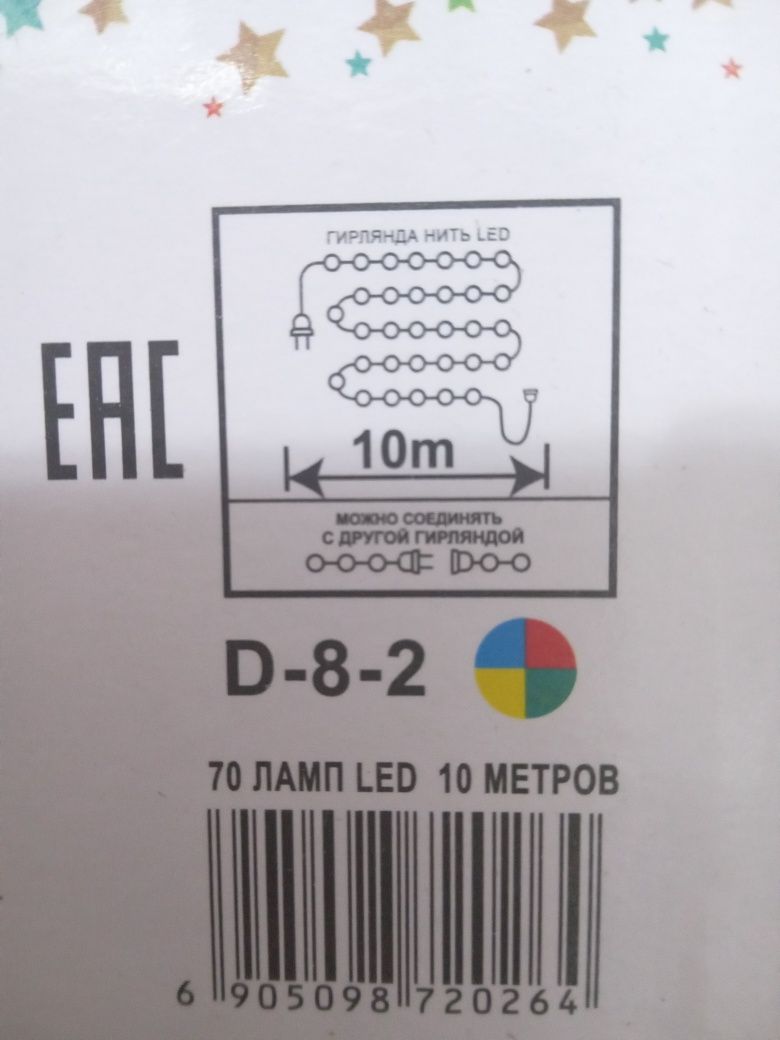 ГИРЛЯНДА НИТЬ LED
EAC
10m
МОЖНО СОЕДИНЯТЬ
С ДРУГОЙ ГИРЛЯНДОЙ
D-8-2
70 ЛАМП LED 10 МЕТРОВ
6 905098 720264